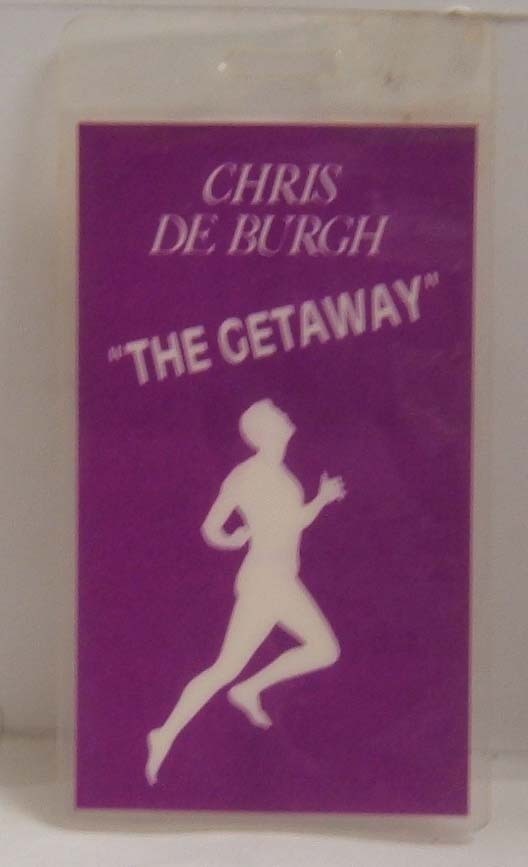 CHRIS
DE BURGH
"THE GETAWAY"